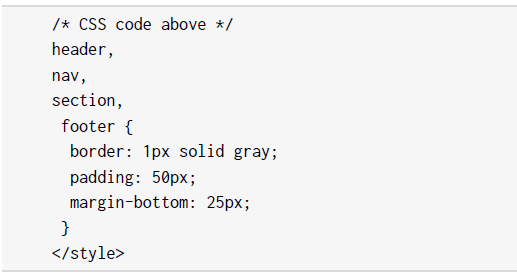 /* CSS code above */
header,
nav,
section,
footer {
border: 1px solid gray;
padding: 50px;
margin-bottom: 25px;
}
</style>